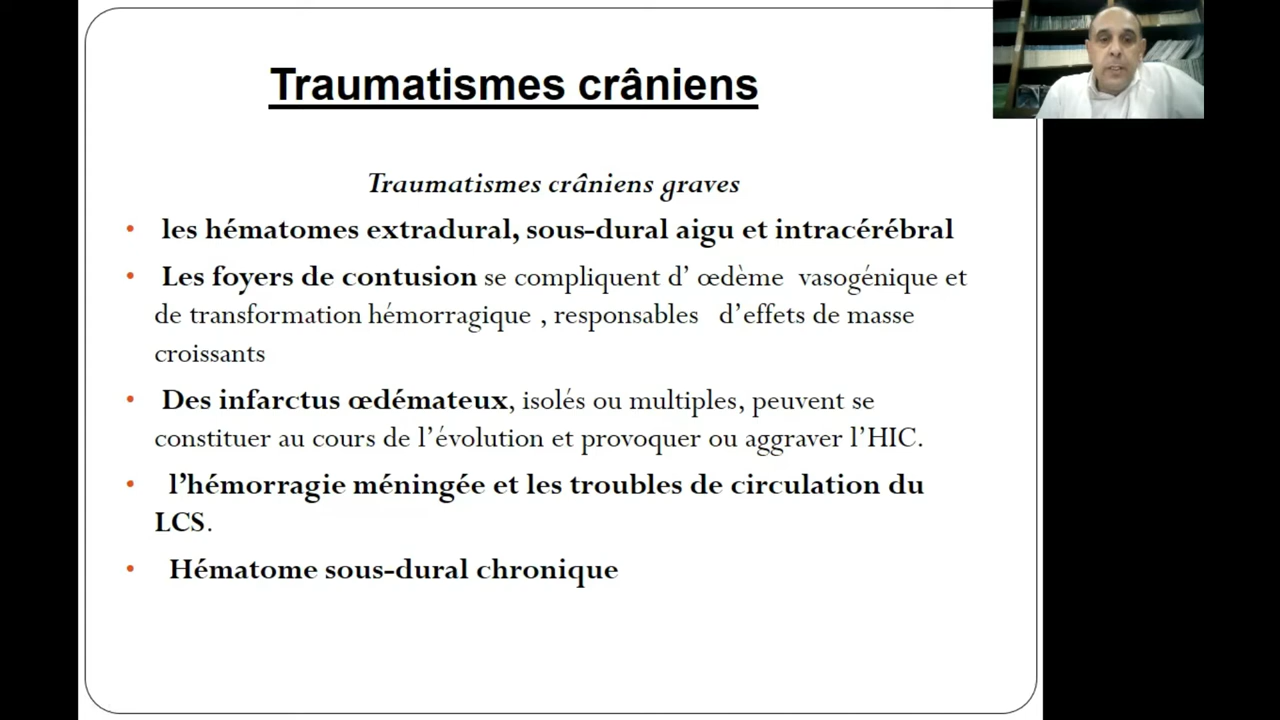 Traumatismes crâniens
Traumatismes crâniens graves
• les hématomes extradural, sous-dural aigu et intracérébral
• Les foyers de contusion se compliquent d’ œdème vasogénique et
de transformation hémorragique , responsables d’effets de masse
croissants
• Des infarctus œdémateux, isolés ou multiples, peuvent se
constituer au cours de l’évolution et provoquer ou aggraver l’HIC.
• l’hémorragie méningée et les troubles de circulation du
LCS.
• Hématome sous-dural chronique